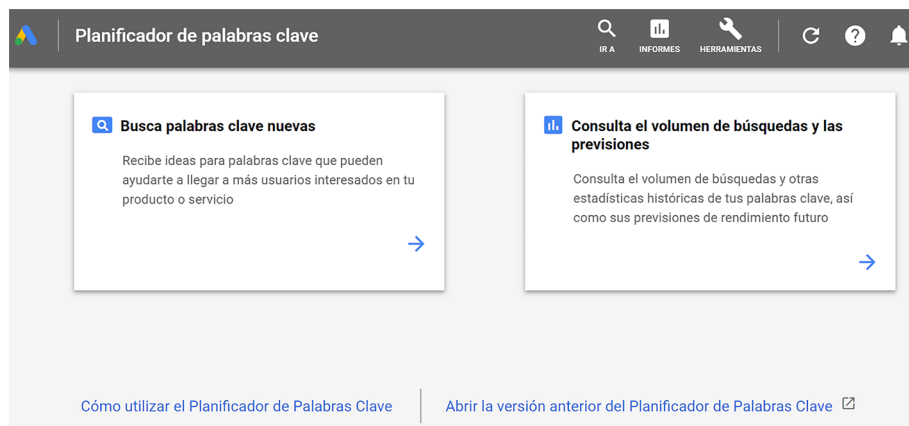 Planificador de palabras clave
IR A
INFORMES
HERRAMIENTAS
Busca palabras clave nuevas
Recibe ideas para palabras clave que pueden
ayudarte a llegar a más usuarios interesados en tu
producto o servicio
Consulta el volumen de búsquedas y las
previsiones
Consulta el volumen de búsquedas y otras
estadísticas históricas de tus palabras clave, así
como sus previsiones de rendimiento futuro
Cómo utilizar el Planificador de Palabras Clave
Abrir la versión anterior del Planificador de Palabras Clave